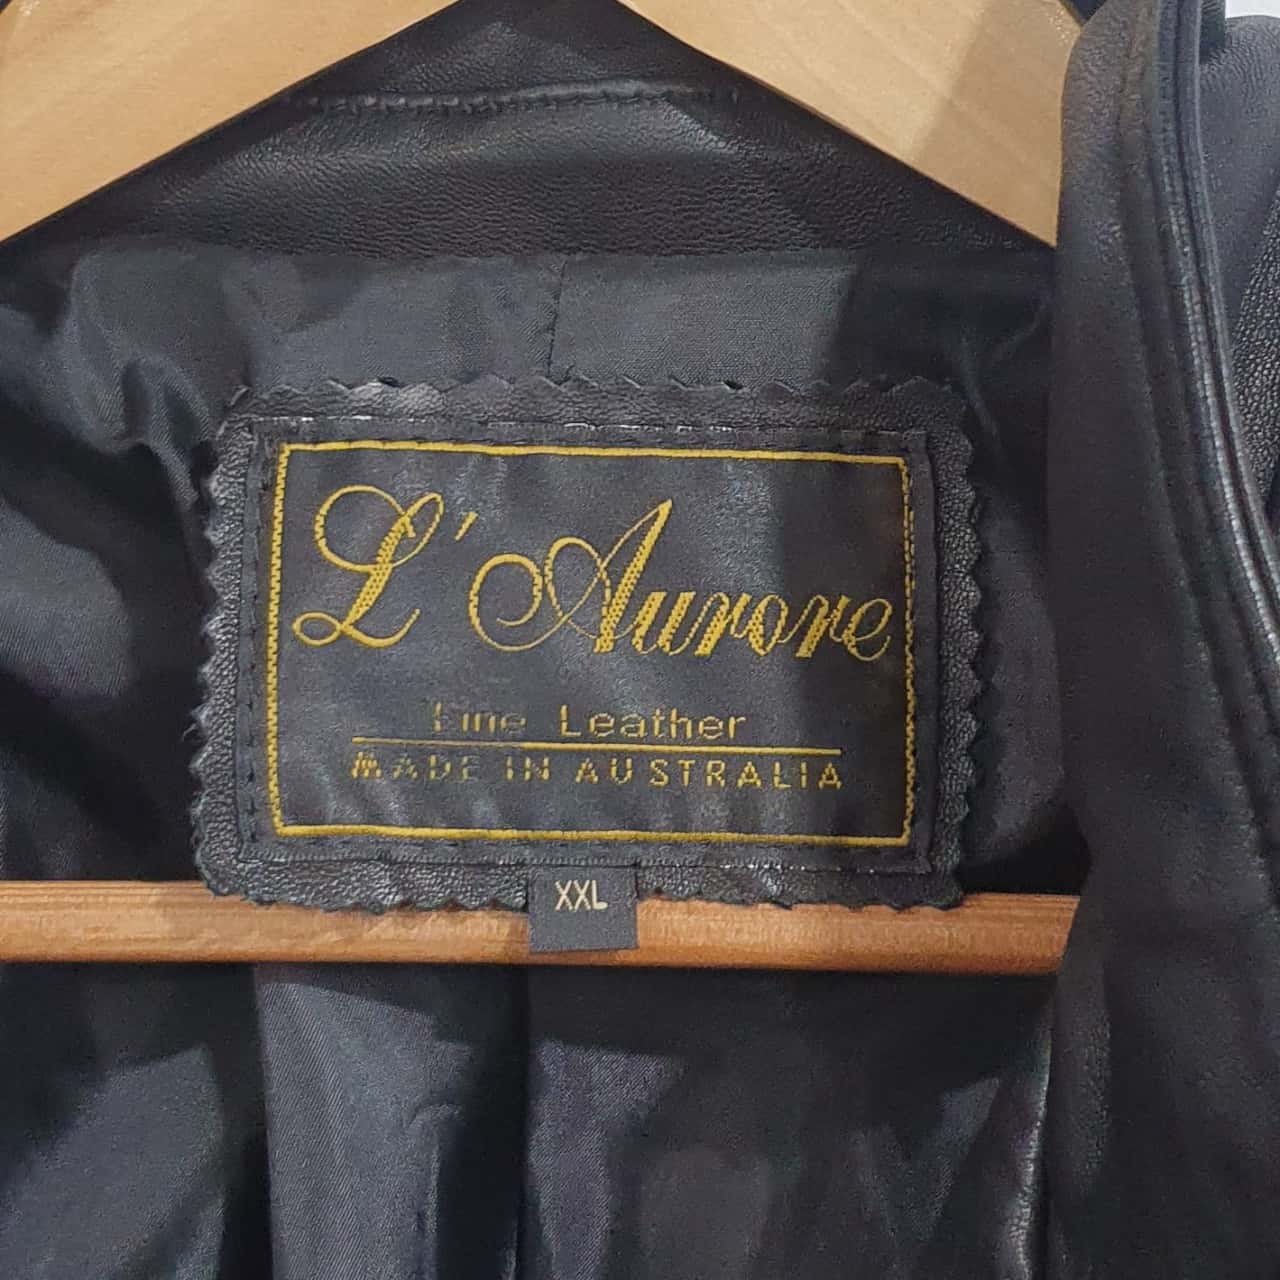 L'Aurore
Fine Leather
MADE IN AUSTRALIA
XXL